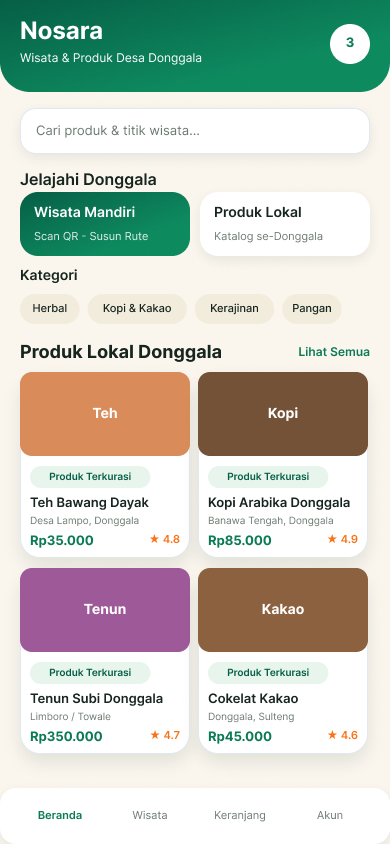 Nosara
Wisata & Produk Desa Donggala
3
Cari produk & titik wisata...
Jelajahi Donggala
Wisata Mandiri
Scan QR - Susun Rute
Produk Lokal
Katalog se-Donggala
Kategori
Herbal
Kopi & Kakao
Kerajinan
Pangan
Produk Lokal Donggala
Lihat Semua
Teh
Produk Terkurasi
Teh Bawang Dayak
Desa Lampo, Donggala
Rp35.000
★ 4.8
Kopi
Produk Terkurasi
Kopi Arabika Donggala
Banawa Tengah, Donggala
Rp85.000
★ 4.9
Tenun
Produk Terkurasi
Tenun Subi Donggala
Limboro / Towale
Rp350.000
★ 4.7
Kakao
Produk Terkurasi
Cokelat Kakao
Donggala, Sulteng
Rp45.000
★ 4.6
Beranda
Wisata
Keranjang
Akun